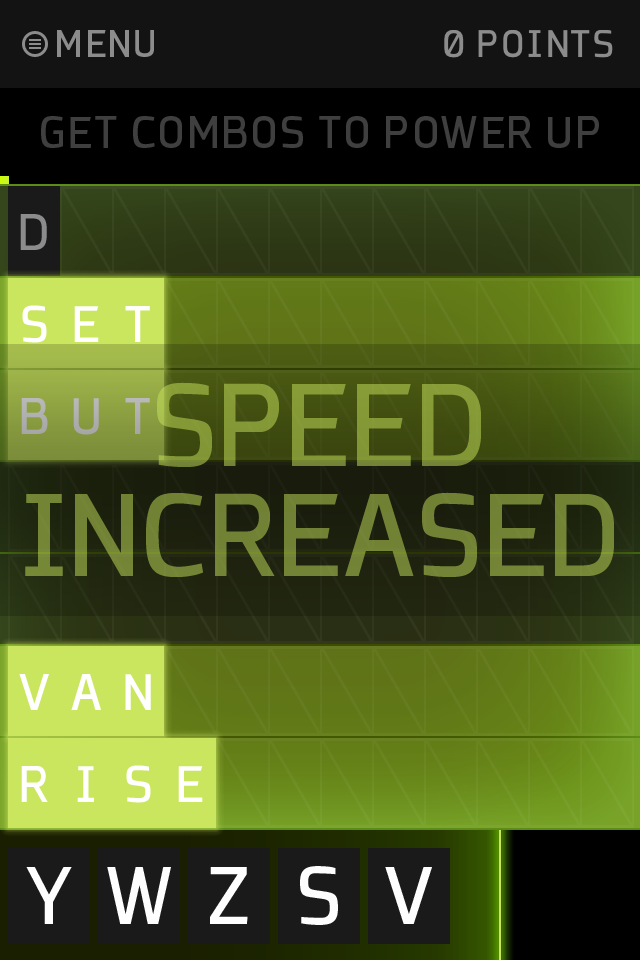 MENU 0 POINTS
GET COMBOS TO POWER UP
D
SET
BUT
SPEED
INCREASED
VAN
RISE
Y W Z S V